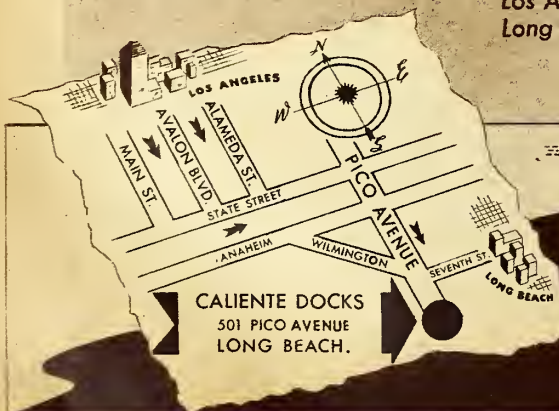 Los A
Long
LOS ANGELES
N
E
W
S
MAIN ST.
AVALON BLVD.
ALAMEDA ST.
STATE STREET
PICO
AVENUE
ANAHEIM
WILMINGTON
SEVENTH ST.
LONG BEACH
CALIENTE DOCKS
501 PICO AVENUE
LONG BEACH.